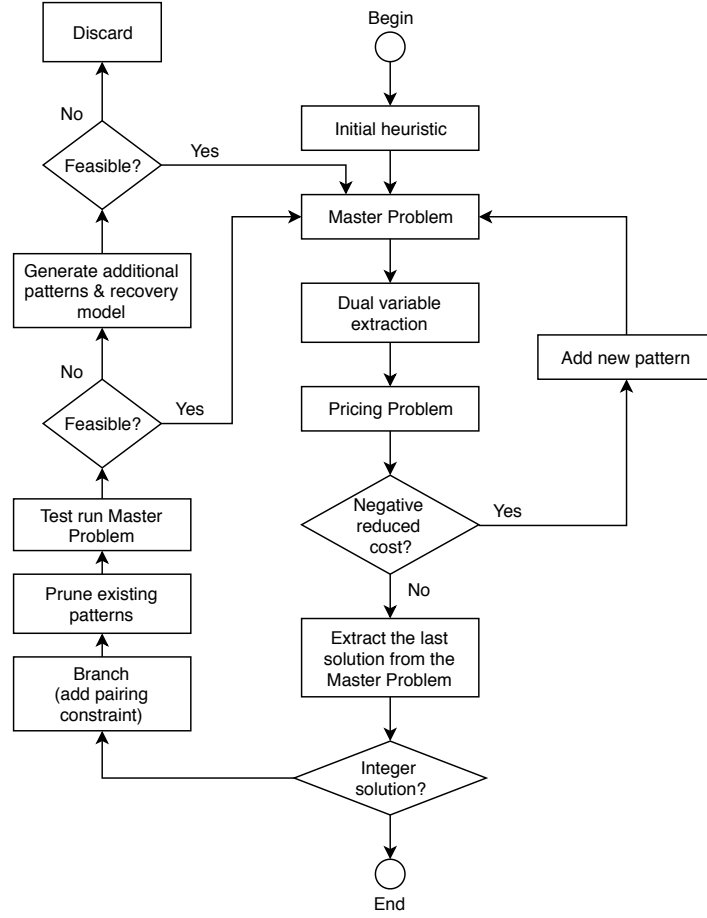 Begin
Discard
No
Initial heuristic
Feasible?
Yes
Master Problem
Generate additional
patterns & recovery
model
Dual variable
extraction
Add new pattern
No
Feasible?
Yes
Pricing Problem
Negative
reduced
cost?
Yes
Test run Master
Problem
No
Prune existing
patterns
Extract the last
solution from the
Master Problem
Branch
(add pairing
constraint)
Integer
solution?
End